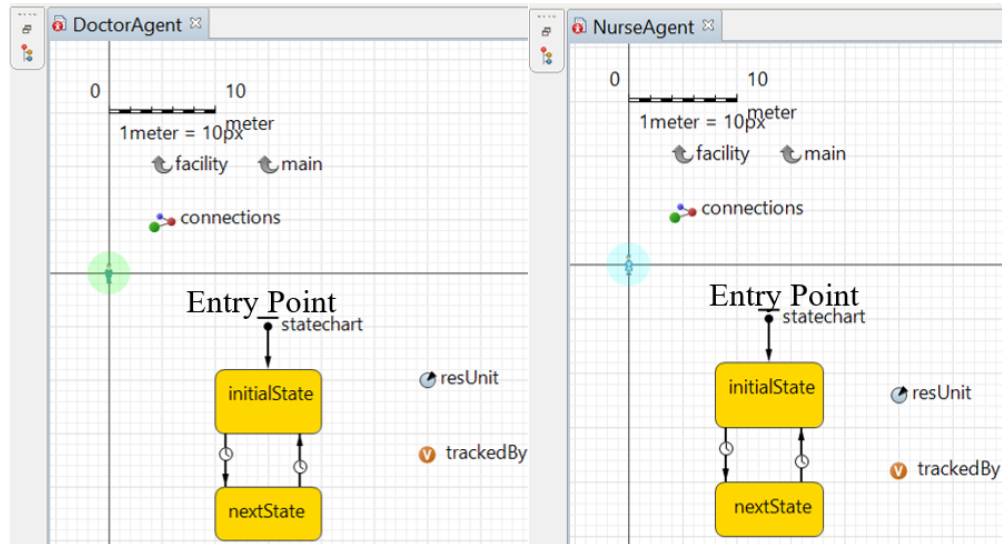 DoctorAgent
0 10
meter
1meter = 10px
facility main
connections
Entry Point
statechart
initialState
resUnit
trackedBy
nextState
NurseAgent
0 10
meter
1meter = 10px
facility main
connections
Entry Point
statechart
initialState
resUnit
trackedBy
nextState